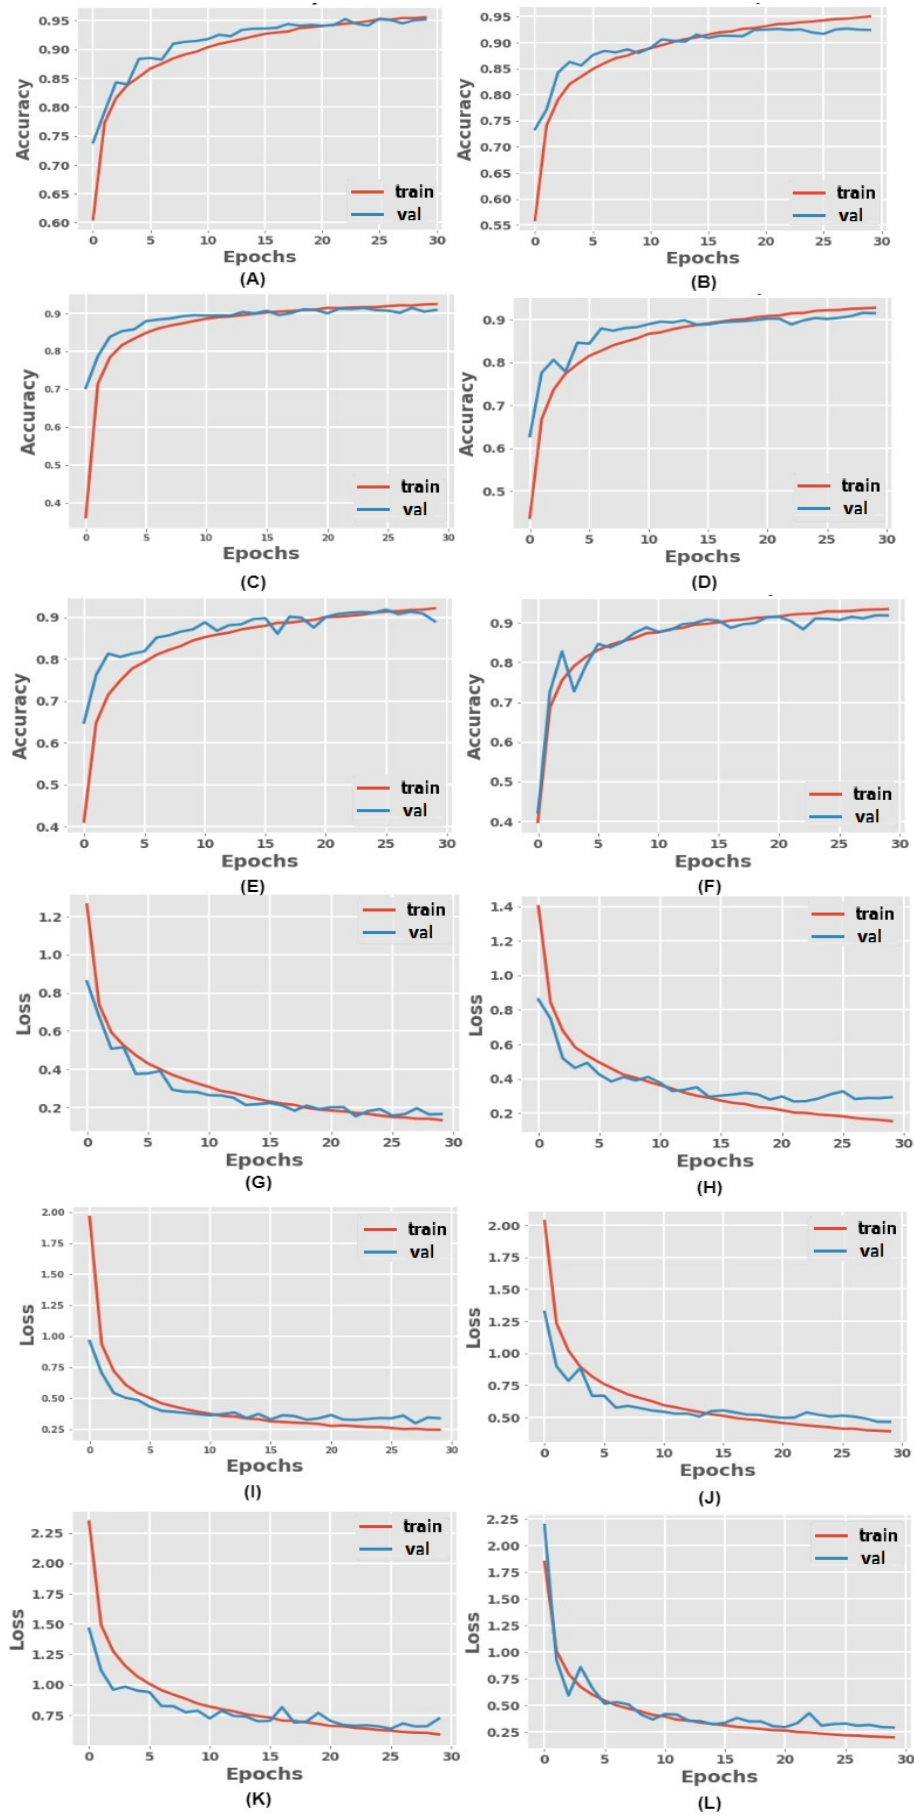 0.95
0.90
0.85
0.80
0.75
0.70
0.65
0.60
Accuracy
train
val
0 5 10 15 20 25 30
Epochs
(A)
0.95
0.90
0.85
0.80
0.75
0.70
0.65
0.60
0.55
Accuracy
train
val
0 5 10 15 20 25 30
Epochs
(B)
0.9
0.8
0.7
0.6
0.5
0.4
Accuracy
train
val
0 5 10 15 20 25 30
Epochs
(C)
0.9
0.8
0.7
0.6
0.5
Accuracy
train
val
0 5 10 15 20 25 30
Epochs
(D)
0.9
0.8
0.7
0.6
0.5
0.4
Accuracy
train
val
0 5 10 15 20 25 30
Epochs
(E)
0.9
0.8
0.7
0.6
0.5
0.4
Accuracy
train
val
0 5 10 15 20 25 30
Epochs
(F)
1.2
1.0
0.8
0.6
0.4
0.2
Loss
train
val
0 5 10 15 20 25 30
Epochs
(G)
1.4
1.2
1.0
0.8
0.6
0.4
0.2
Loss
train
val
0 5 10 15 20 25 30
Epochs
(H)
2.00
1.75
1.50
1.25
1.00
0.75
0.50
0.25
Loss
train
val
0 5 10 15 20 25 30
Epochs
(I)
2.00
1.75
1.50
1.25
1.00
0.75
0.50
Loss
train
val
0 5 10 15 20 25 30
Epochs
(J)
2.25
2.00
1.75
1.50
1.25
1.00
0.75
Loss
train
val
0 5 10 15 20 25 30
Epochs
(K)
2.25
2.00
1.75
1.50
1.25
1.00
0.75
0.50
0.25
Loss
train
val
0 5 10 15 20 25 30
Epochs
(L)